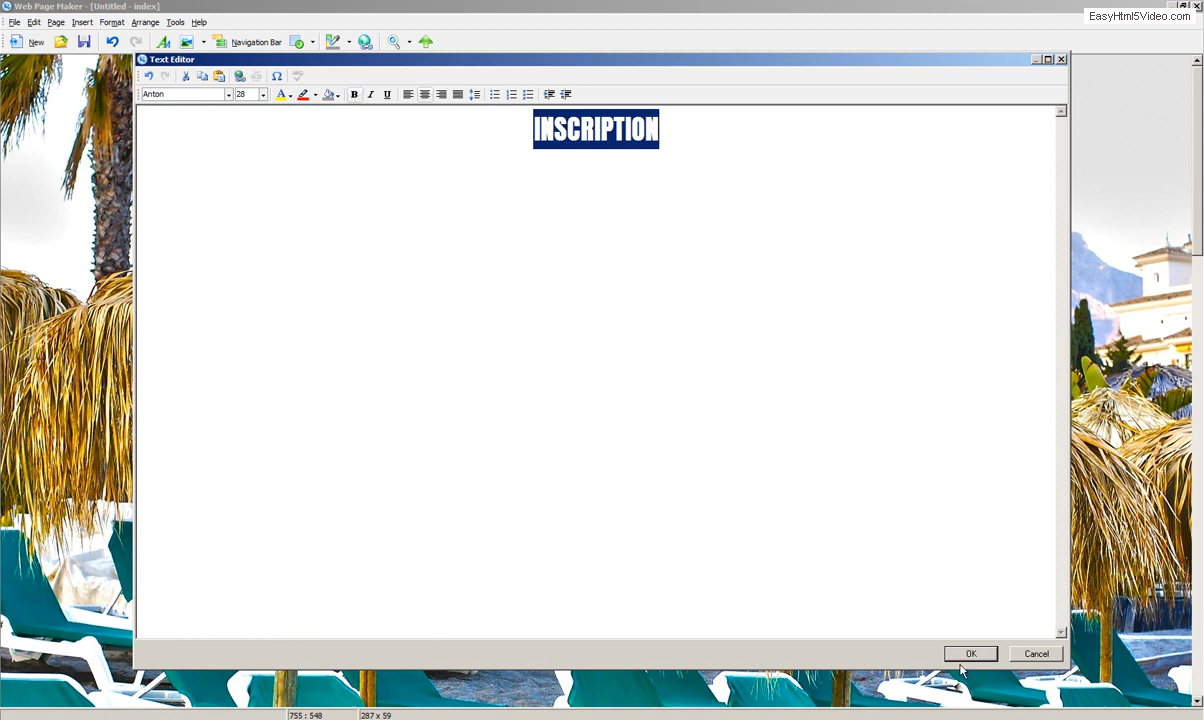 Web Page Maker - [Untitled - index]
EasyHtml5Video.com
File Edit Page Insert Format Arrange Tools Help
New Navigation Bar
Text Editor
Anton 28 B I U
INSCRIPTION
OK Cancel
755 : 548 287 x 59